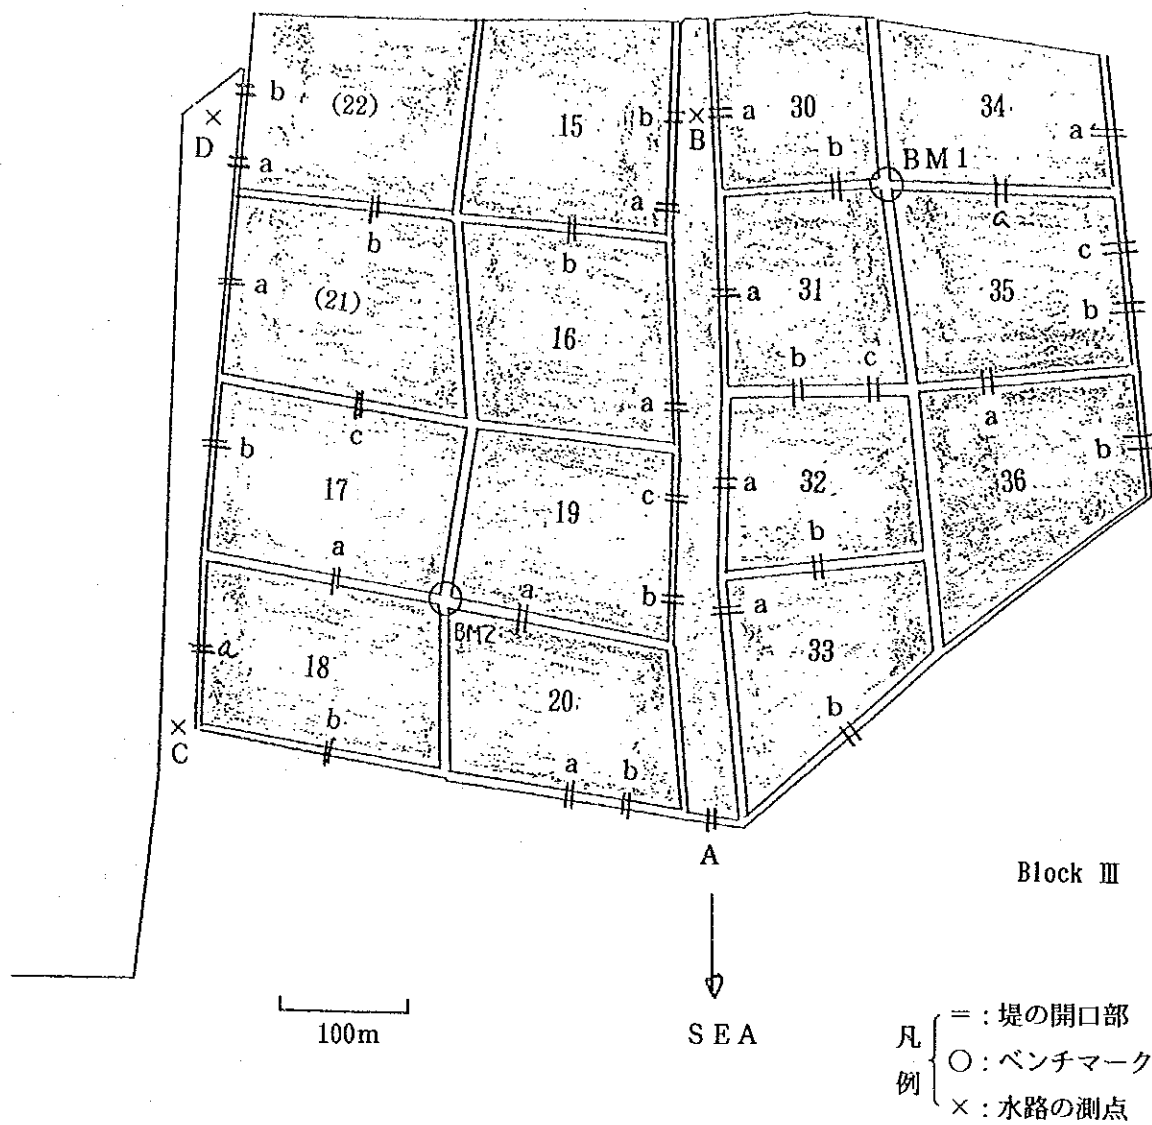 b (22) 15 b B a 30 34 a
D a b BM1
b a b a
a (21) b a 31 35 c
16 b c b
c a a b
b 17 19 c a 32 36
a a b b a
BM2
a 18 20 33
b b
C a b
A
Block Ⅲ
100m
SEA
凡例
= : 堤の開口部
○ : ベンチマーク
× : 水路の測点